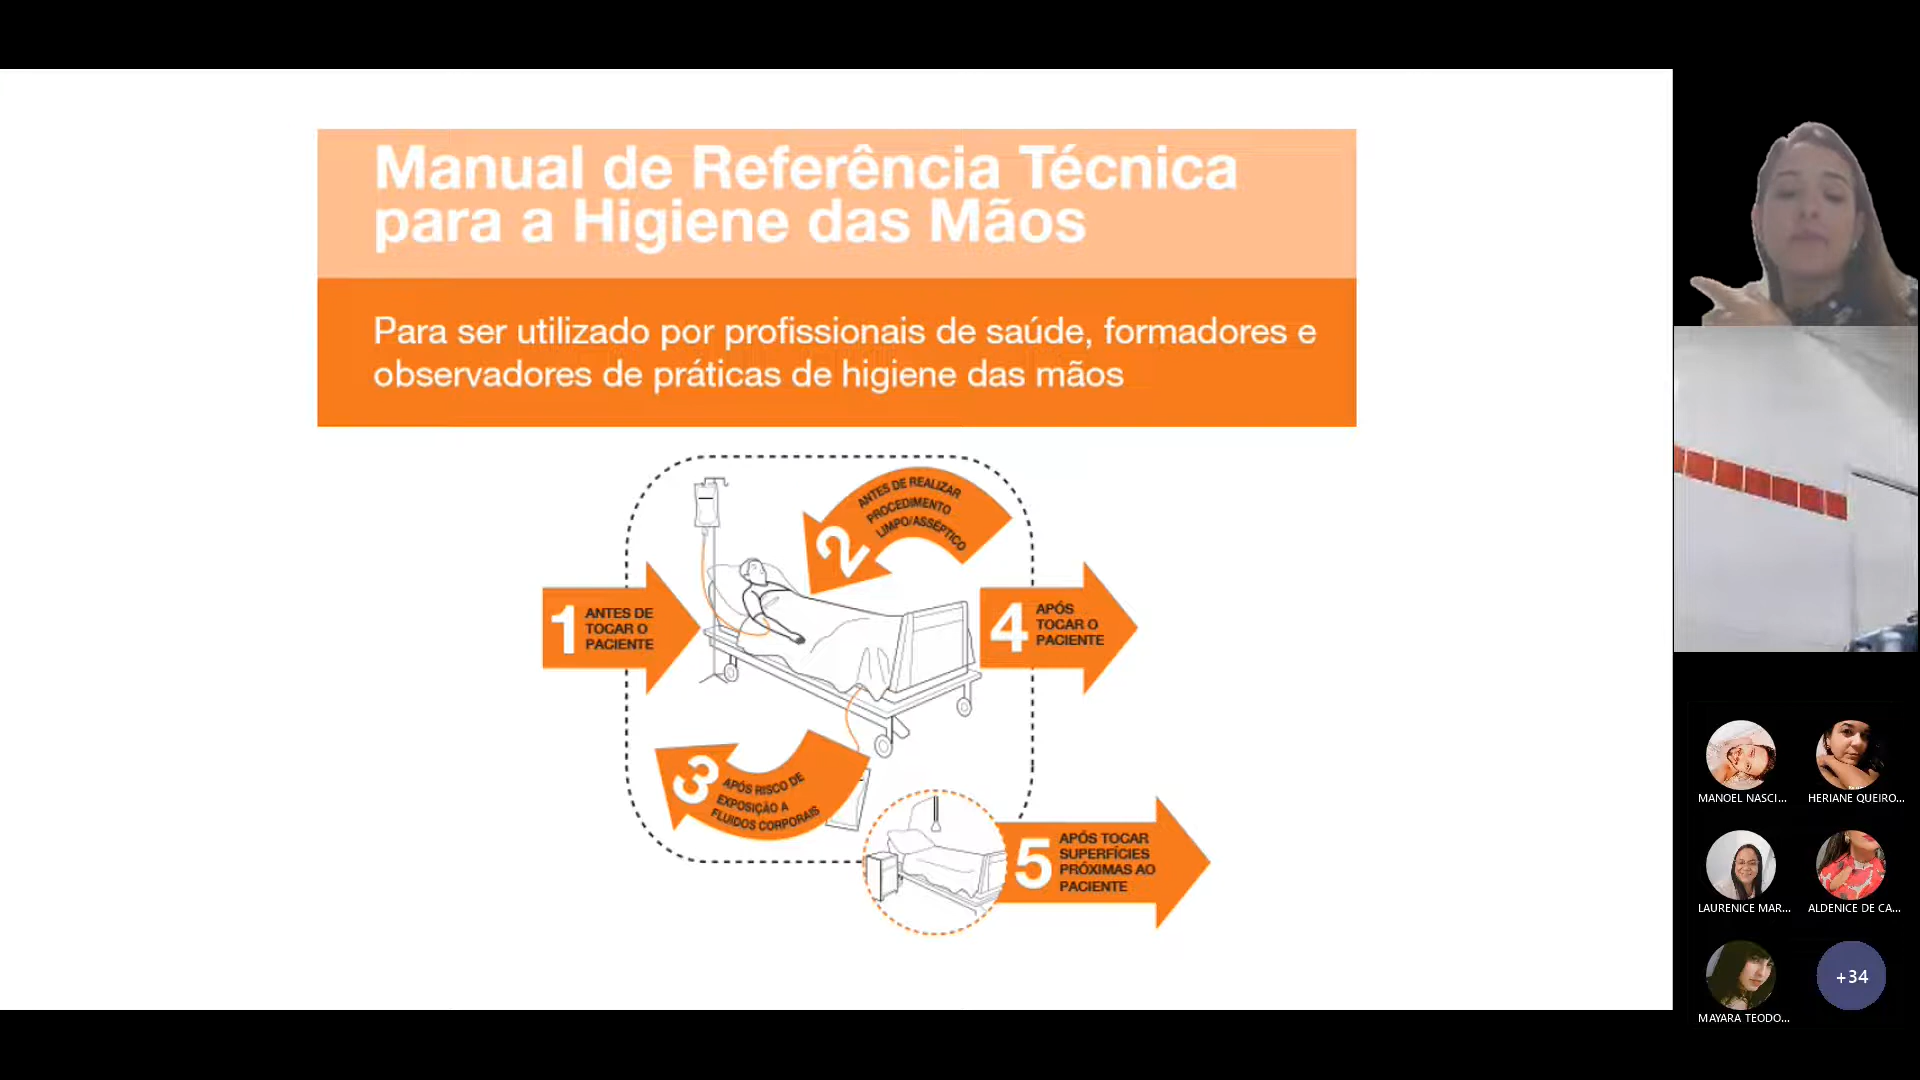 Manual de Referência Técnica
para a Higiene das Mãos
Para ser utilizado por profissionais de saúde, formadores e
observadores de práticas de higiene das mãos
1
ANTES DE
TOCAR O
PACIENTE
2
ANTES DE REALIZAR
PROCEDIMENTO
LIMPO/ASSÉPTICO
3
APÓS RISCO DE
EXPOSIÇÃO A
FLUIDOS CORPORAIS
4
APÓS
TOCAR O
PACIENTE
5
APÓS TOCAR
SUPERFÍCIES
PRÓXIMAS AO
PACIENTE
MANOEL NASCI...
HERIANE QUEIRO...
LAURENICE MAR...
ALDENICE DE CA...
MAYARA TEODO...
+34